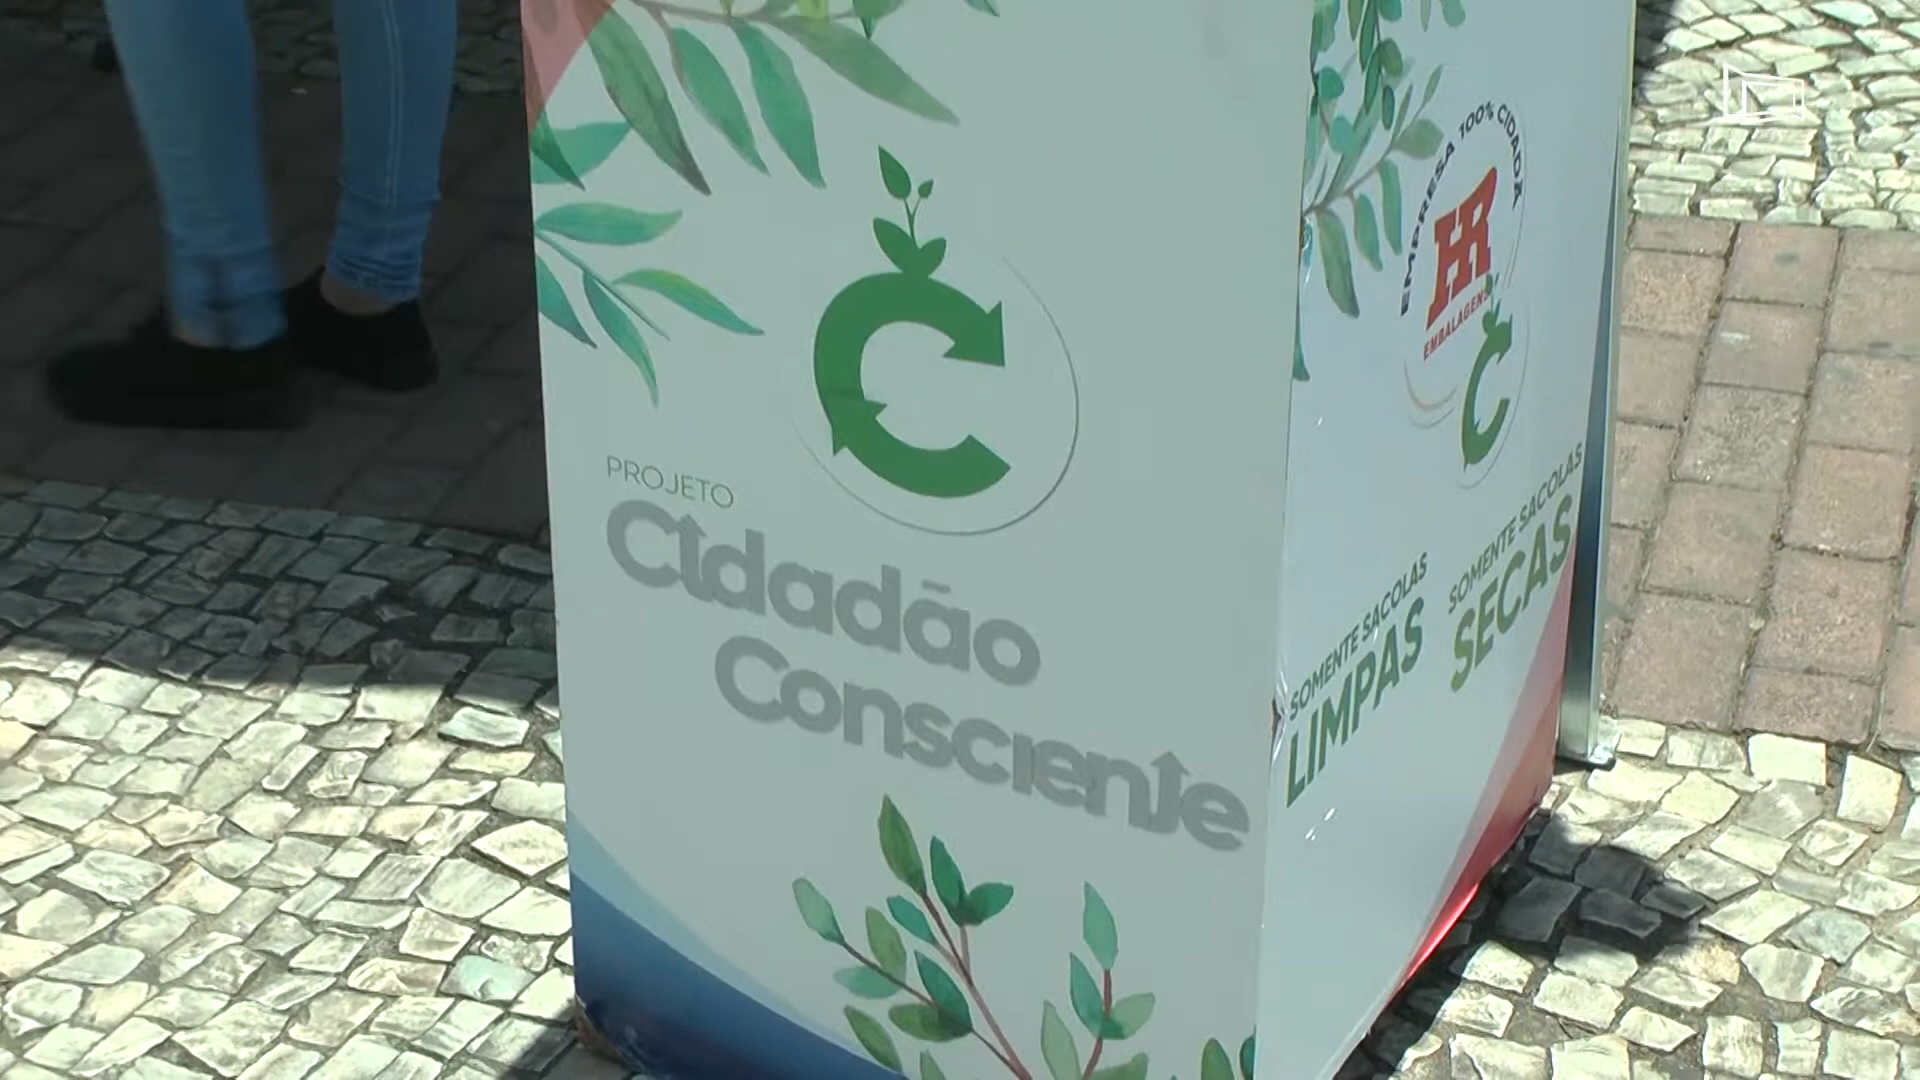 PROJETO
Cidadão
Consciente
EMPRESA 100% CIDADÃ
HR
EMBALAGENS
SOMENTE SACOLAS
LIMPAS
SOMENTE SACOLAS
SECAS